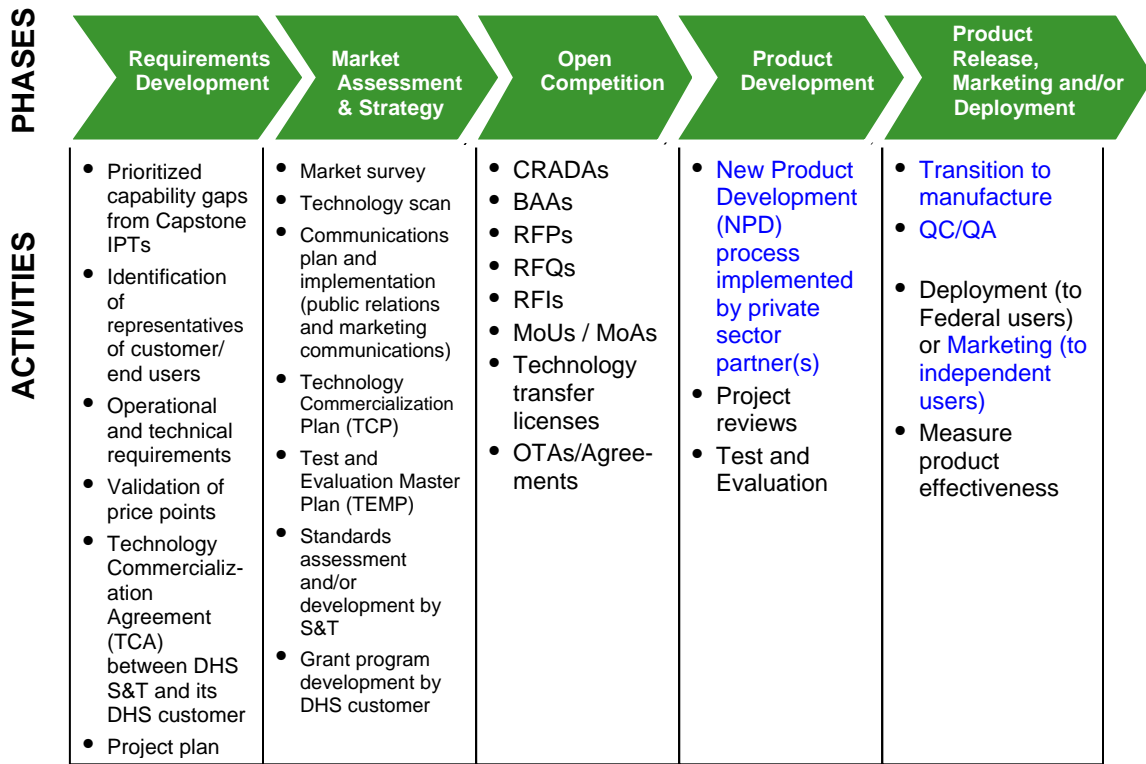 PHASES
Requirements
Development
Market
Assessment
& Strategy
Open
Competition
Product
Development
Product
Release,
Marketing and/or
Deployment
ACTIVITIES
• Prioritized
capability gaps
from Capstone
IPTs
• Identification
of
representatives
of customer/
end users
• Operational
and technical
requirements
• Validation of
price points
• Technology
Commercializ-
ation
Agreement
(TCA)
between DHS
S&T and its
DHS customer
• Project plan
• Market survey
• Technology scan
• Communications
plan and
implementation
(public relations
and marketing
communications)
• Technology
Commercialization
Plan (TCP)
• Test and
Evaluation Master
Plan (TEMP)
• Standards
assessment
and/or
development by
S&T
• Grant program
development by
DHS customer
• CRADAs
• BAAs
• RFPs
• RFQs
• RFIs
• MoUs / MoAs
• Technology
transfer
licenses
• OTAs/Agree-
ments
• New Product
Development
(NPD)
process
implemented
by private
sector
partner(s)
• Project
reviews
• Test and
Evaluation
• Transition to
manufacture
• QC/QA
• Deployment (to
Federal users)
or Marketing (to
independent
users)
• Measure
product
effectiveness